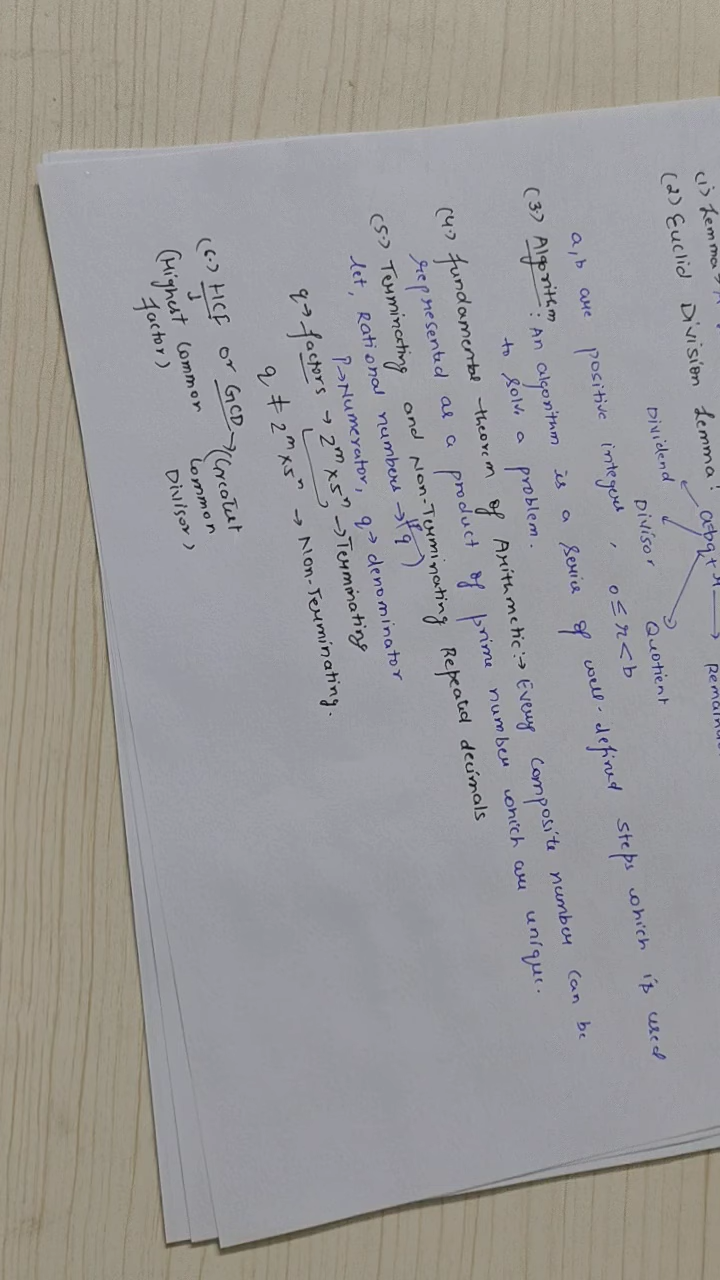 (1) Lemma →
(2) Euclid Division Lemma: a=bq+r → Remain
Dividend Divisor Quotient
a, b are positive integers, 0 ≤ r < b
(3) Algorithm: An algorithm is a series of well-defined steps which is used
to solve a problem.
(4.) fundamental theorem of Arithmetic:→ Every composite number can be
represented as a product of prime number which are unique.
(5.) Terminating and Non-Terminating Repeated decimals
let, Rational numbers → (p/q)
p→Numerator, q→denominator
q→ factors → 2^m×5^n → Terminating
q ≠ 2^m×5^n → Non-Terminating.
(6.) HCF or GCD → (Greatest
(Highest Common Common
factor) Divisor)